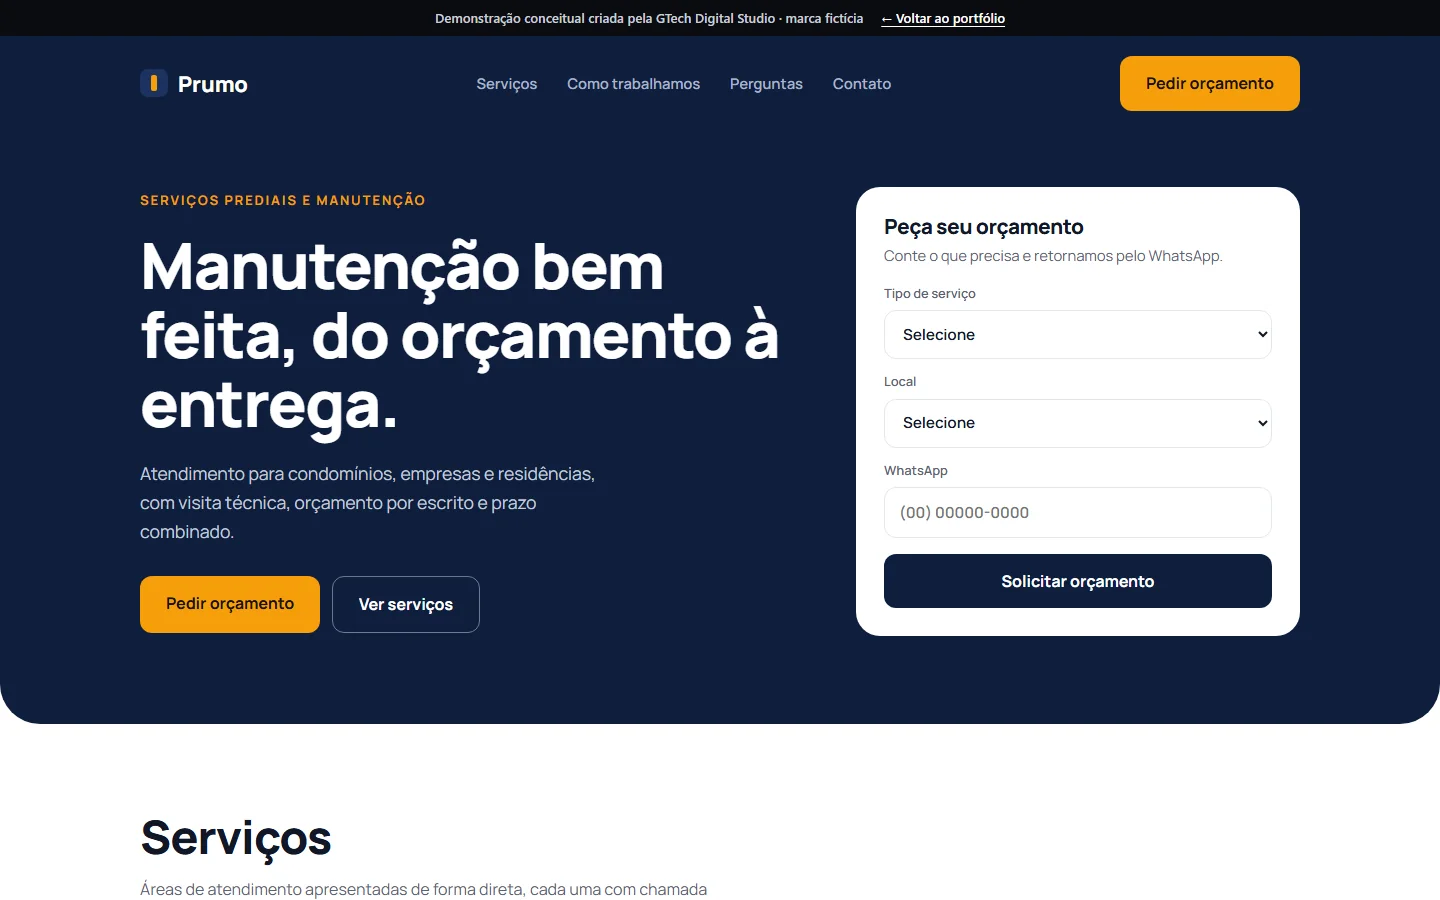 Demonstração conceitual criada pela GTech Digital Studio · marca fictícia ← Voltar ao portfólio
Prumo
Serviços Como trabalhamos Perguntas Contato
Pedir orçamento
SERVIÇOS PREDIAIS E MANUTENÇÃO
Manutenção bem
feita, do orçamento à
entrega.
Atendimento para condomínios, empresas e residências,
com visita técnica, orçamento por escrito e prazo
combinado.
Pedir orçamento
Ver serviços
Peça seu orçamento
Conte o que precisa e retornamos pelo WhatsApp.
Tipo de serviço
Selecione
Local
Selecione
WhatsApp
(00) 00000-0000
Solicitar orçamento
Serviços
Áreas de atendimento apresentadas de forma direta, cada uma com chamada